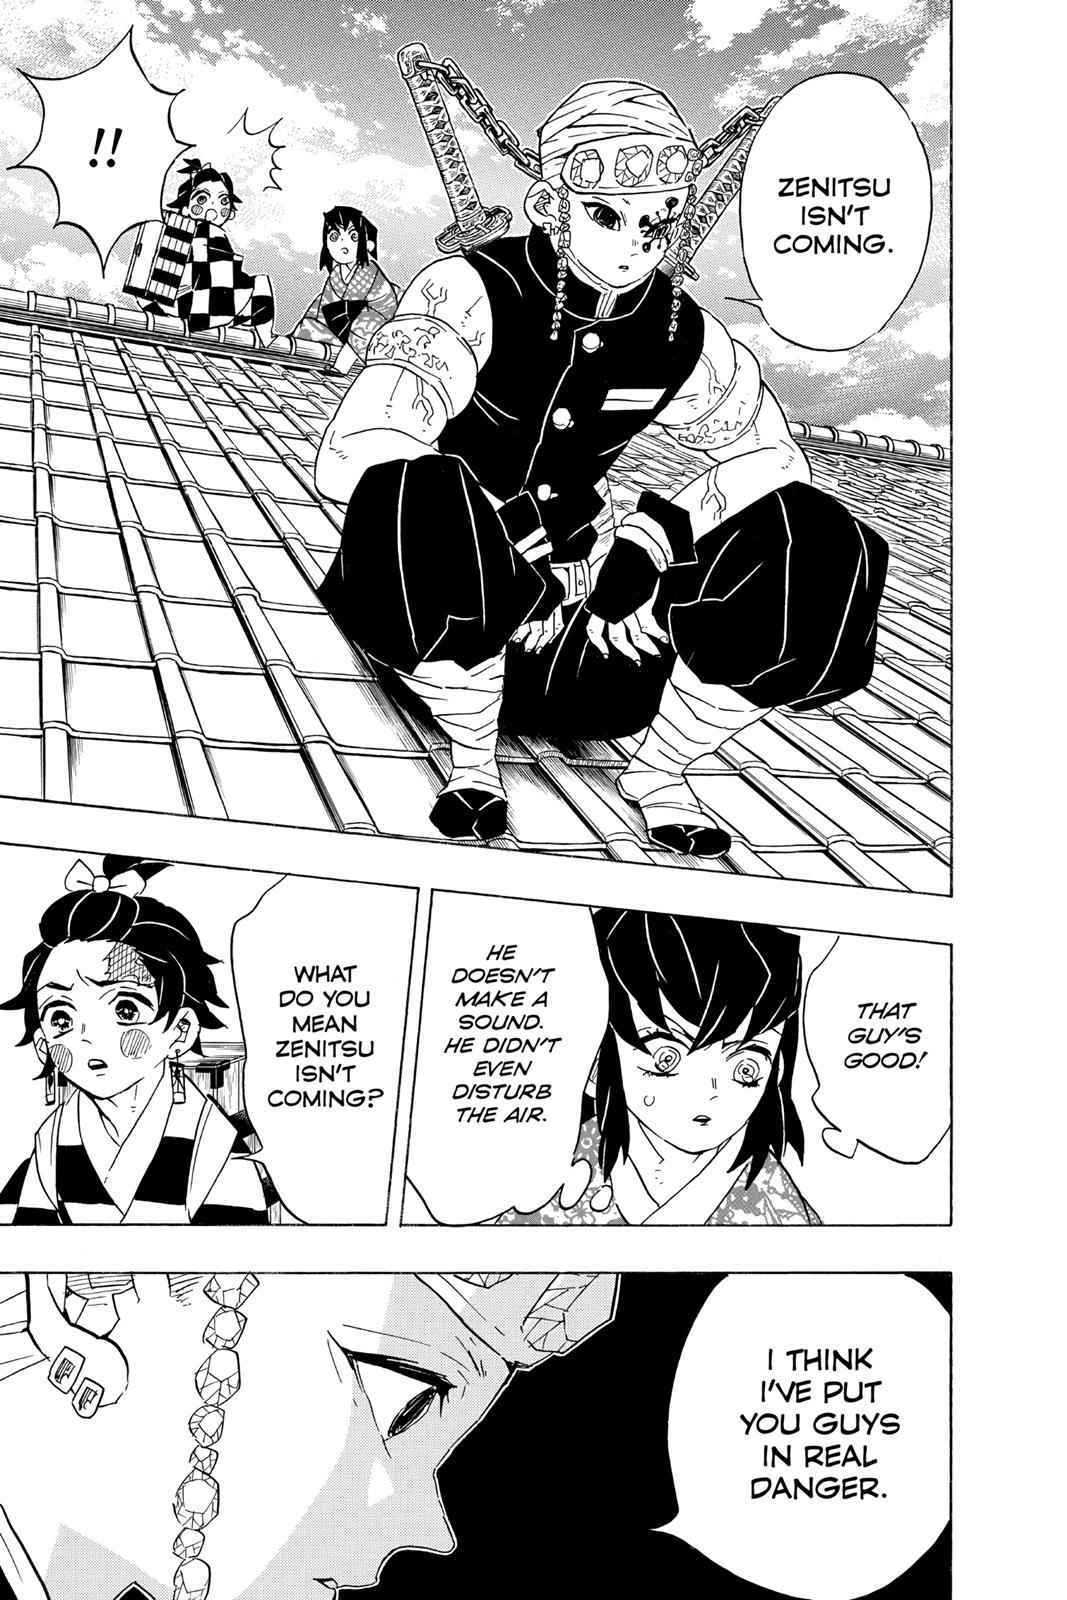 ZENITSU
ISN'T
COMING.
!!
THAT
GUY'S
GOOD!
HE
DOESN'T
MAKE A
SOUND.
HE DIDN'T
EVEN
DISTURB
THE AIR.
WHAT
DO YOU
MEAN
ZENITSU
ISN'T
COMING?
I THINK
I'VE PUT
YOU GUYS
IN REAL
DANGER.